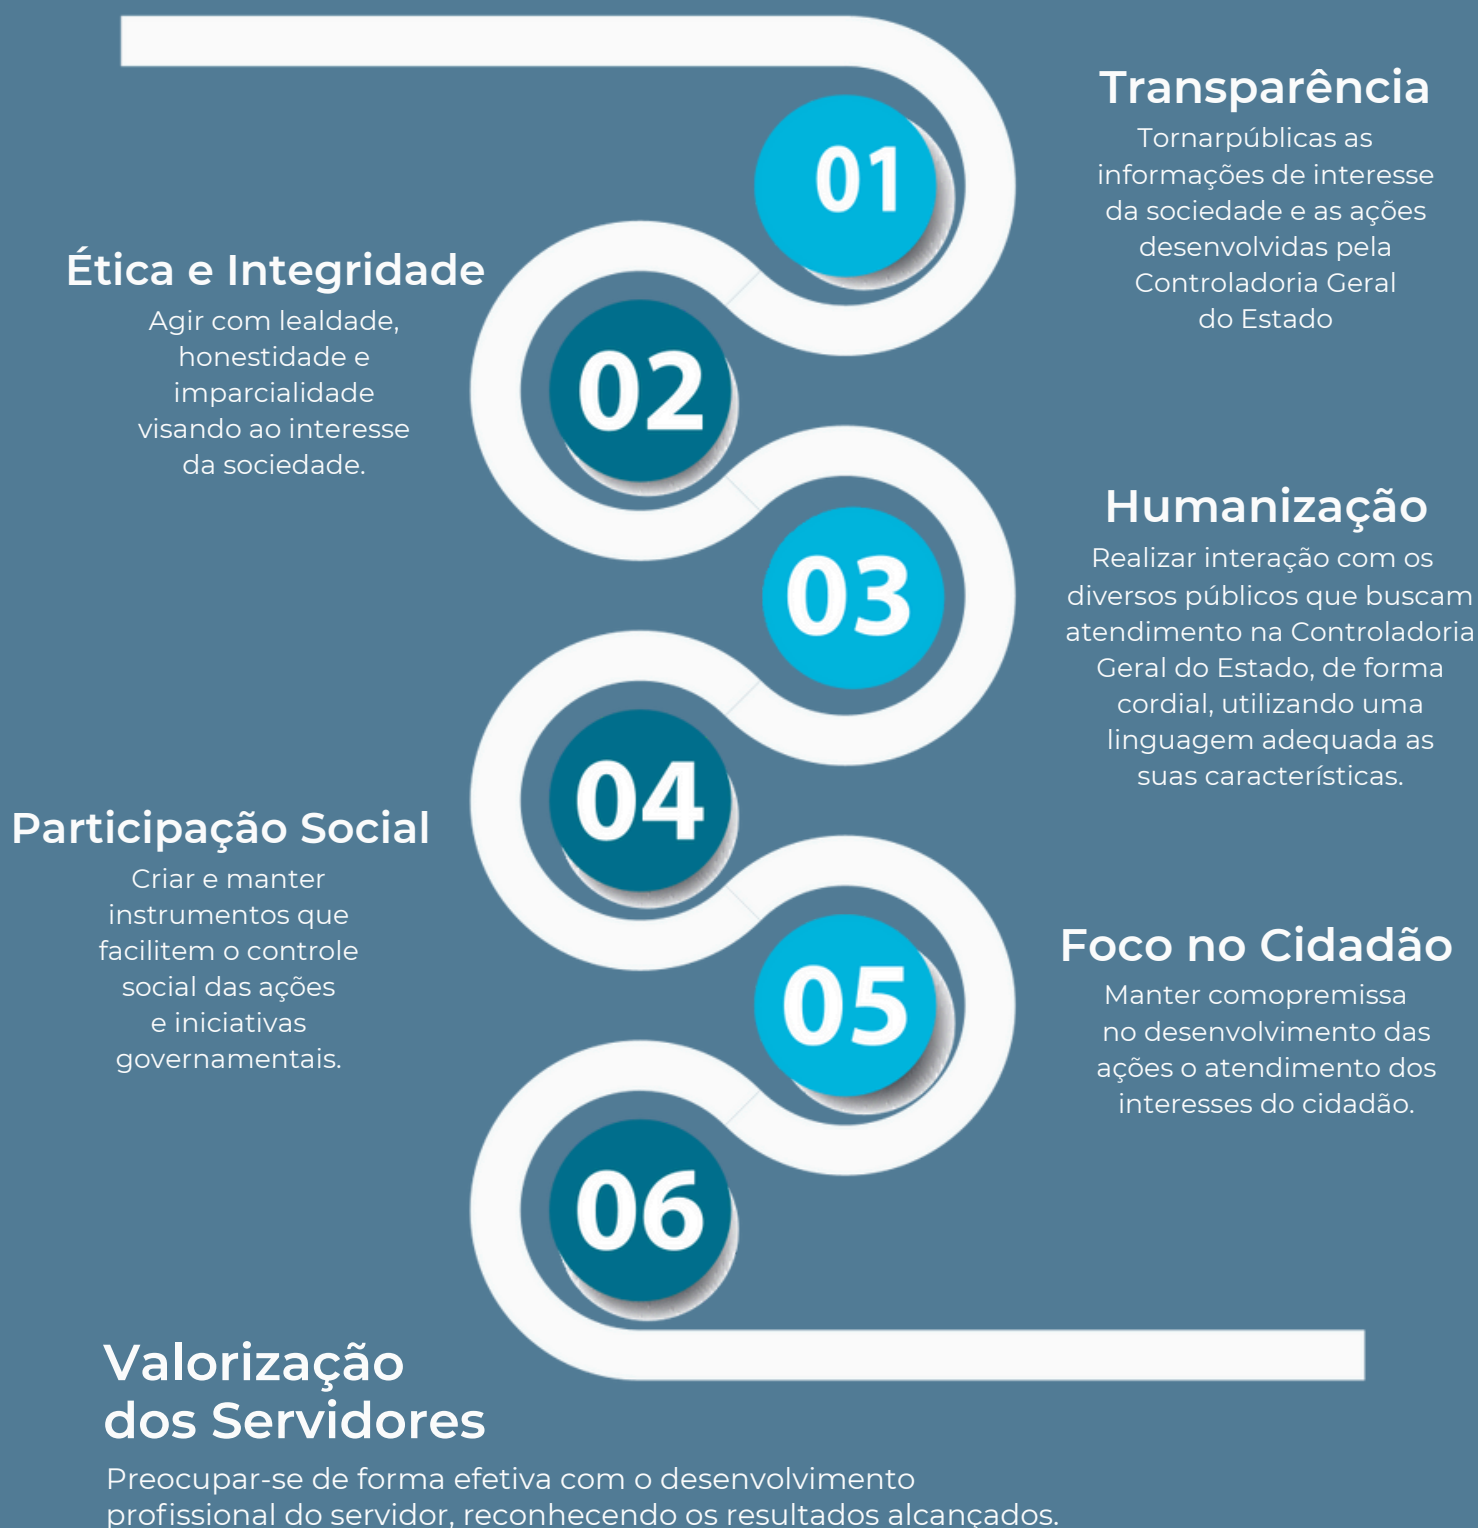 01
Transparência
Tornarpúblicas as
informações de interesse
da sociedade e as ações
desenvolvidas pela
Controladoria Geral
do Estado
02
Ética e Integridade
Agir com lealdade,
honestidade e
imparcialidade
visando ao interesse
da sociedade.
03
Humanização
Realizar interação com os
diversos públicos que buscam
atendimento na Controladoria
Geral do Estado, de forma
cordial, utilizando uma
linguagem adequada as
suas características.
04
Participação Social
Criar e manter
instrumentos que
facilitem o controle
social das ações
e iniciativas
governamentais.
05
Foco no Cidadão
Manter comopremissa
no desenvolvimento das
ações o atendimento dos
interesses do cidadão.
06
Valorização
dos Servidores
Preocupar-se de forma efetiva com o desenvolvimento
profissional do servidor, reconhecendo os resultados alcançados.